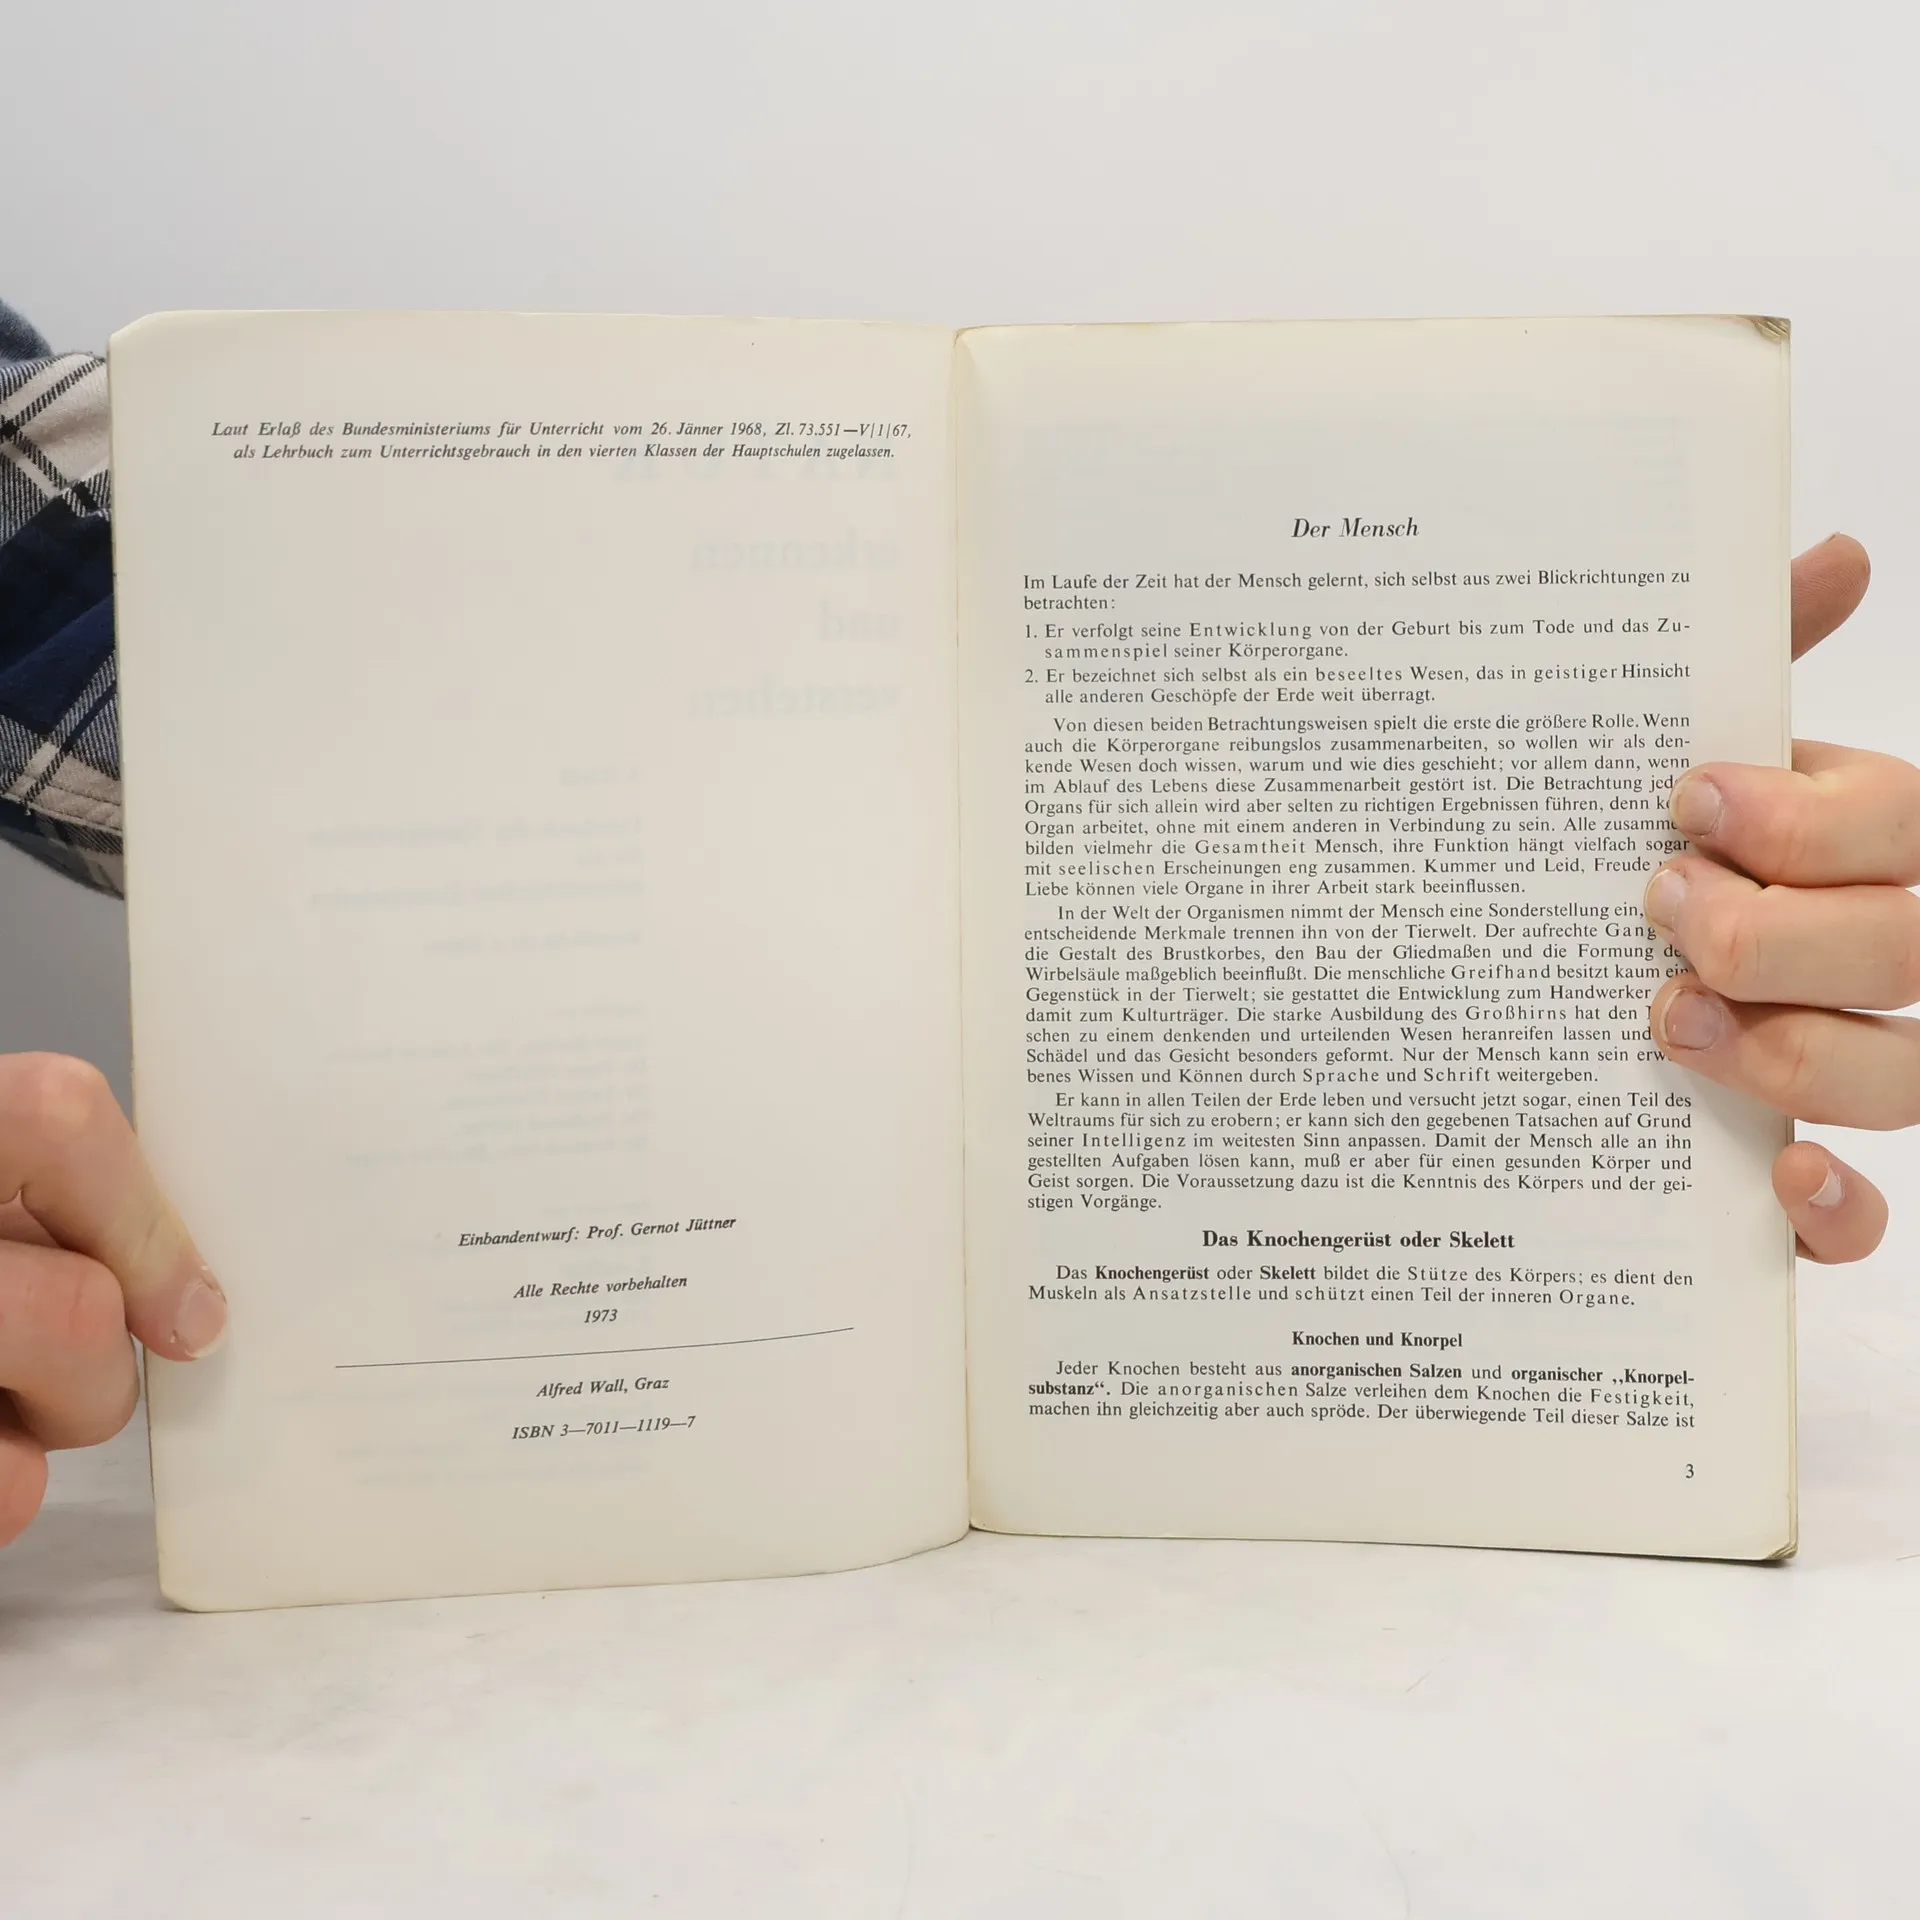 Laut Erlaß des Bundesministeriums für Unterricht vom 26. Jänner 1968, Zl. 73.551—V|1|67,
als Lehrbuch zum Unterrichtsgebrauch in den vierten Klassen der Hauptschulen zugelassen.
erkennen
und
verstehen
Einbandentwurf: Prof. Gernot Jüttner
Alle Rechte vorbehalten
1973
Alfred Wall, Graz
ISBN 3—7011—1119—7
Der Mensch
Im Laufe der Zeit hat der Mensch gelernt, sich selbst aus zwei Blickrichtungen zu
betrachten:
1. Er verfolgt seine Entwicklung von der Geburt bis zum Tode und das Zu-
sammenspiel seiner Körperorgane.
2. Er bezeichnet sich selbst als ein beseeltes Wesen, das in geistiger Hinsicht
alle anderen Geschöpfe der Erde weit überragt.
Von diesen beiden Betrachtungsweisen spielt die erste die größere Rolle. Wenn
auch die Körperorgane reibungslos zusammenarbeiten, so wollen wir als den-
kende Wesen doch wissen, warum und wie dies geschieht; vor allem dann, wenn
im Ablauf des Lebens diese Zusammenarbeit gestört ist. Die Betrachtung
Organs für sich allein wird aber selten zu richtigen Ergebnissen führen, denn
Organ arbeitet, ohne mit einem anderen in Verbindung zu sein. Alle
bilden vielmehr die Gesamtheit Mensch, ihre Funktion hängt vielfach sogar
mit seelischen Erscheinungen eng zusammen. Kummer und Leid, Freude
Liebe können viele Organe in ihrer Arbeit stark beeinflussen.
In der Welt der Organismen nimmt der Mensch eine Sonderstellung ein,
entscheidende Merkmale trennen ihn von der Tierwelt. Der aufrechte Gang
die Gestalt des Brustkorbes, den Bau der Gliedmaßen und die Formung
Wirbelsäule maßgeblich beeinflußt. Die menschliche Greifhand besitzt kaum ein
Gegenstück in der Tierwelt; sie gestattet die Entwicklung zum Handwerker
damit zum Kulturträger. Die starke Ausbildung des Großhirns hat den
schen zu einem denkenden und urteilenden Wesen heranreifen lassen und
Schädel und das Gesicht besonders geformt. Nur der Mensch kann sein
benes Wissen und Können durch Sprache und Schrift weitergeben.
Er kann in allen Teilen der Erde leben und versucht jetzt sogar, einen Teil des
Weltraums für sich zu erobern; er kann sich den gegebenen Tatsachen auf Grund
seiner Intelligenz im weitesten Sinn anpassen. Damit der Mensch alle an ihn
gestellten Aufgaben lösen kann, muß er aber für einen gesunden Körper und
Geist sorgen. Die Voraussetzung dazu ist die Kenntnis des Körpers und der gei-
stigen Vorgänge.
Das Knochengerüst oder Skelett
Das Knochengerüst oder Skelett bildet die Stütze des Körpers; es dient den
Muskeln als Ansatzstelle und schützt einen Teil der inneren Organe.
Knochen und Knorpel
Jeder Knochen besteht aus anorganischen Salzen und organischer „Knorpel-
substanz“. Die anorganischen Salze verleihen dem Knochen die Festigkeit,
machen ihn gleichzeitig aber auch spröde. Der überwiegende Teil dieser Salze ist
3